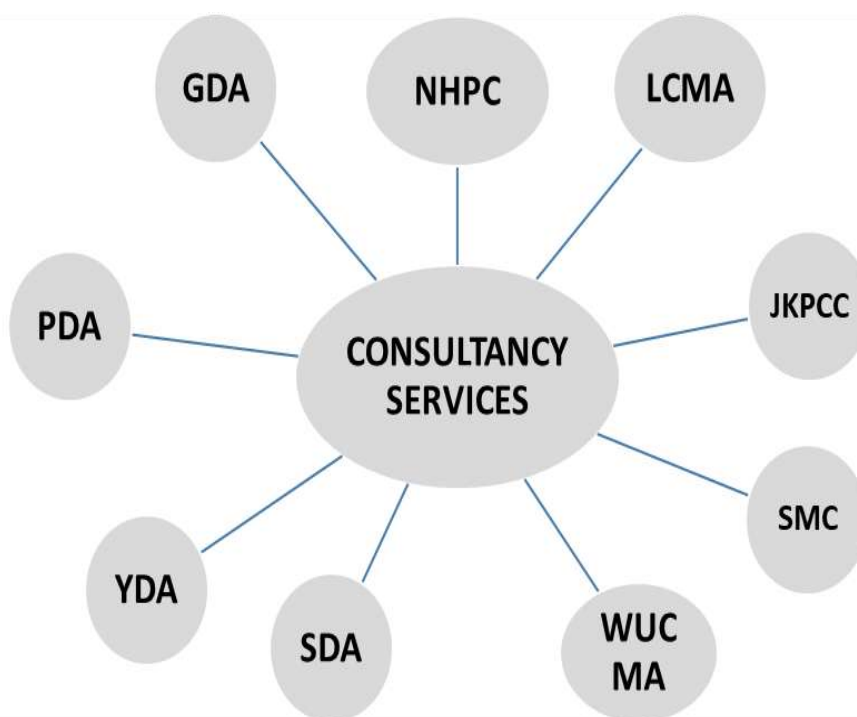 GDA
NHPC
LCMA
PDA
JKPCC
CONSULTANCY
SERVICES
SMC
YDA
SDA
WUC
MA